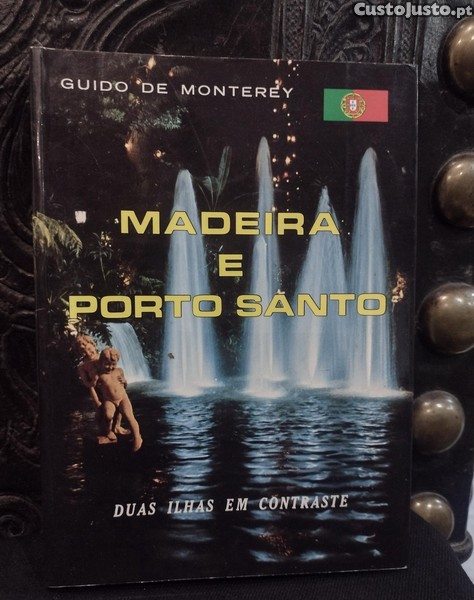 CustoJusto.pt
GUIDO DE MONTEREY
MADEIRA
E
PORTO SANTO
DUAS ILHAS EM CONTRASTE